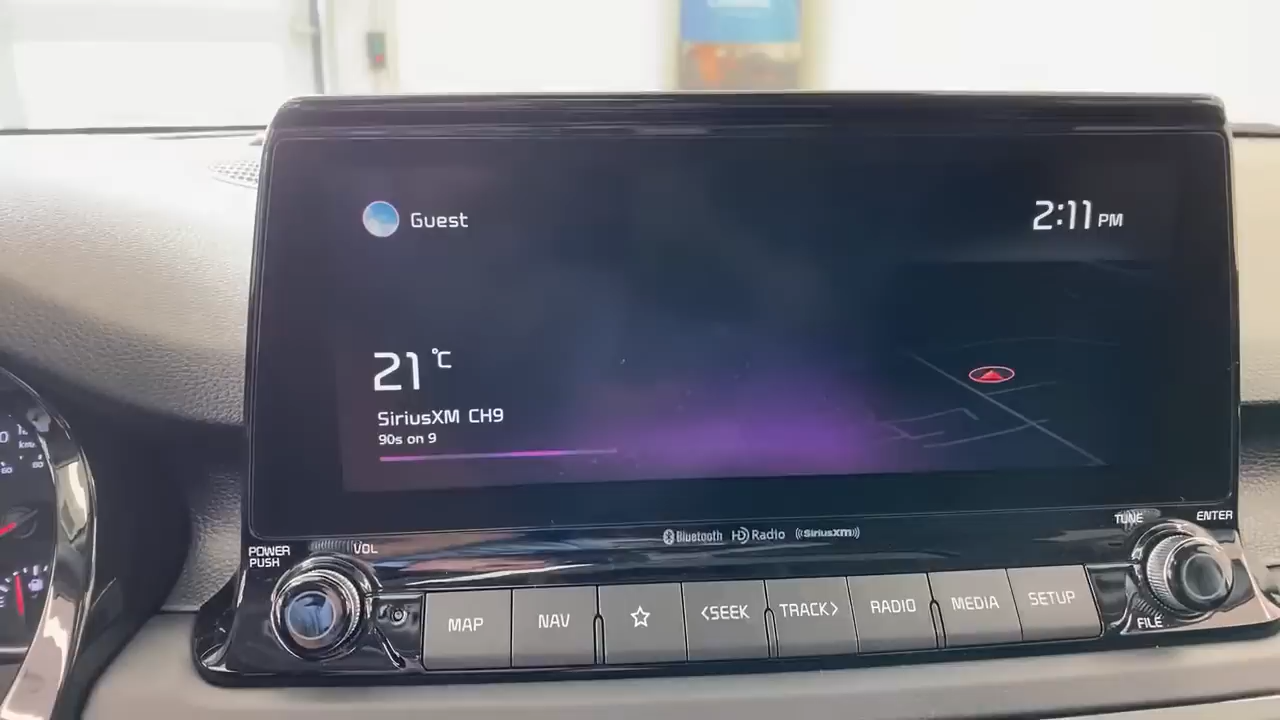 Guest
2:11 PM
21 °C
SiriusXM CH9
90s on 9
Bluetooth HD Radio ((SiriusXM))
POWER
PUSH
VOL
TUNE
ENTER
FILE
MAP
NAV
<SEEK
TRACK>
RADIO
MEDIA
SETUP